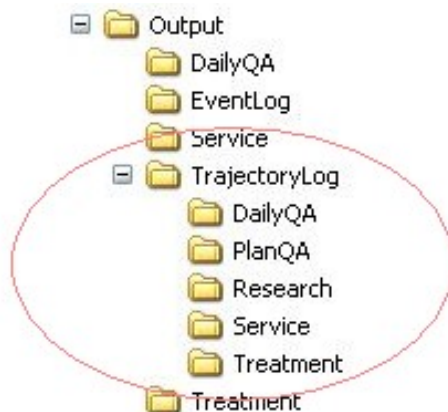 Output
DailyQA
EventLog
Service
TrajectoryLog
DailyQA
PlanQA
Research
Service
Treatment
Treatment